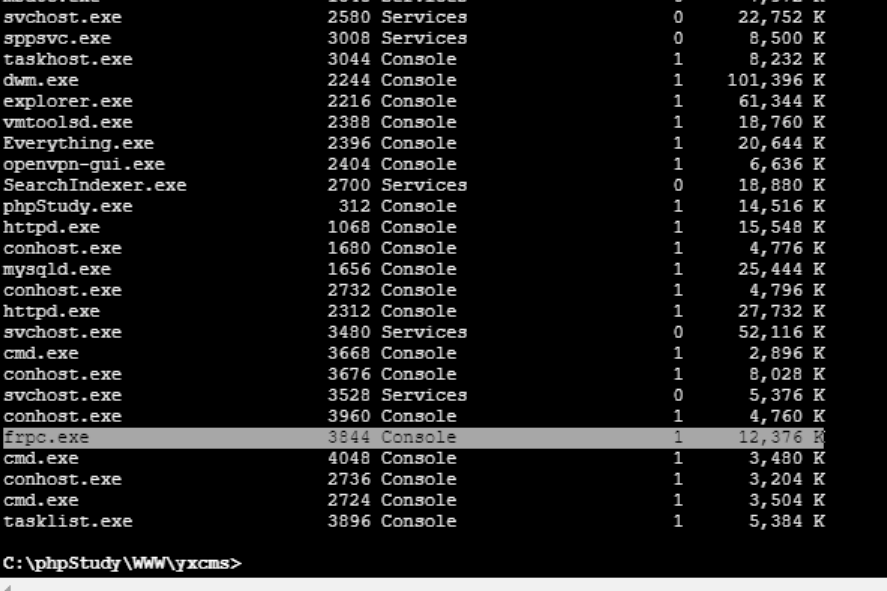 svchost.exe 2580 Services 0 22,752 K
sppsvc.exe 3008 Services 0 8,500 K
taskhost.exe 3044 Console 1 8,232 K
dwm.exe 2244 Console 1 101,396 K
explorer.exe 2216 Console 1 61,344 K
vmtoolsd.exe 2388 Console 1 18,760 K
Everything.exe 2396 Console 1 20,644 K
openvpn-gui.exe 2404 Console 1 6,636 K
SearchIndexer.exe 2700 Services 0 18,880 K
phpStudy.exe 312 Console 1 14,516 K
httpd.exe 1068 Console 1 15,548 K
conhost.exe 1680 Console 1 4,776 K
mysqld.exe 1656 Console 1 25,444 K
conhost.exe 2732 Console 1 4,796 K
httpd.exe 2312 Console 1 27,732 K
svchost.exe 3480 Services 0 52,116 K
cmd.exe 3668 Console 1 2,896 K
conhost.exe 3676 Console 1 8,028 K
svchost.exe 3528 Services 0 5,376 K
conhost.exe 3960 Console 1 4,760 K
frpc.exe 3844 Console 1 12,376 K
cmd.exe 4048 Console 1 3,480 K
conhost.exe 2736 Console 1 3,204 K
cmd.exe 2724 Console 1 3,504 K
tasklist.exe 3896 Console 1 5,384 K
C:\phpStudy\WWW\yxcms>